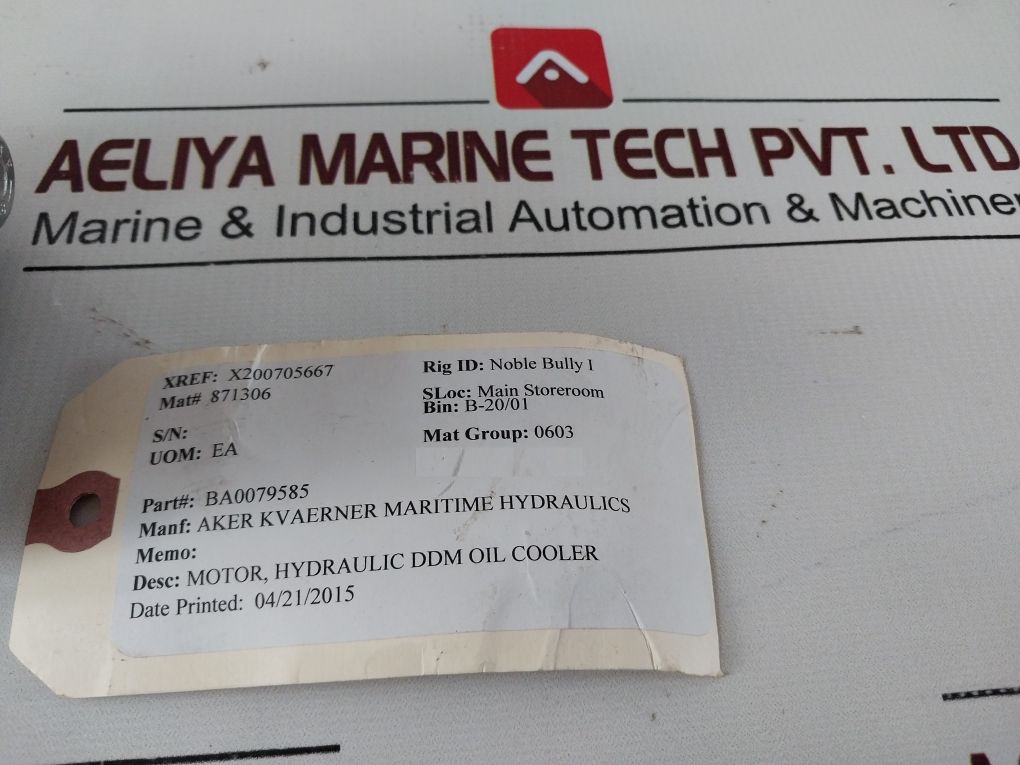 AELIYA MARINE TECH PVT. LTD
Marine & Industrial Automation & Machiner
XREF: X200705667
Mat# 871306
S/N:
UOM: EA
Rig ID: Noble Bully I
SLoc: Main Storeroom
Bin: B-20/01
Mat Group: 0603
Part#: BA0079585
Manf: AKER KVAERNER MARITIME HYDRAULICS
Memo:
Desc: MOTOR, HYDRAULIC DDM OIL COOLER
Date Printed: 04/21/2015